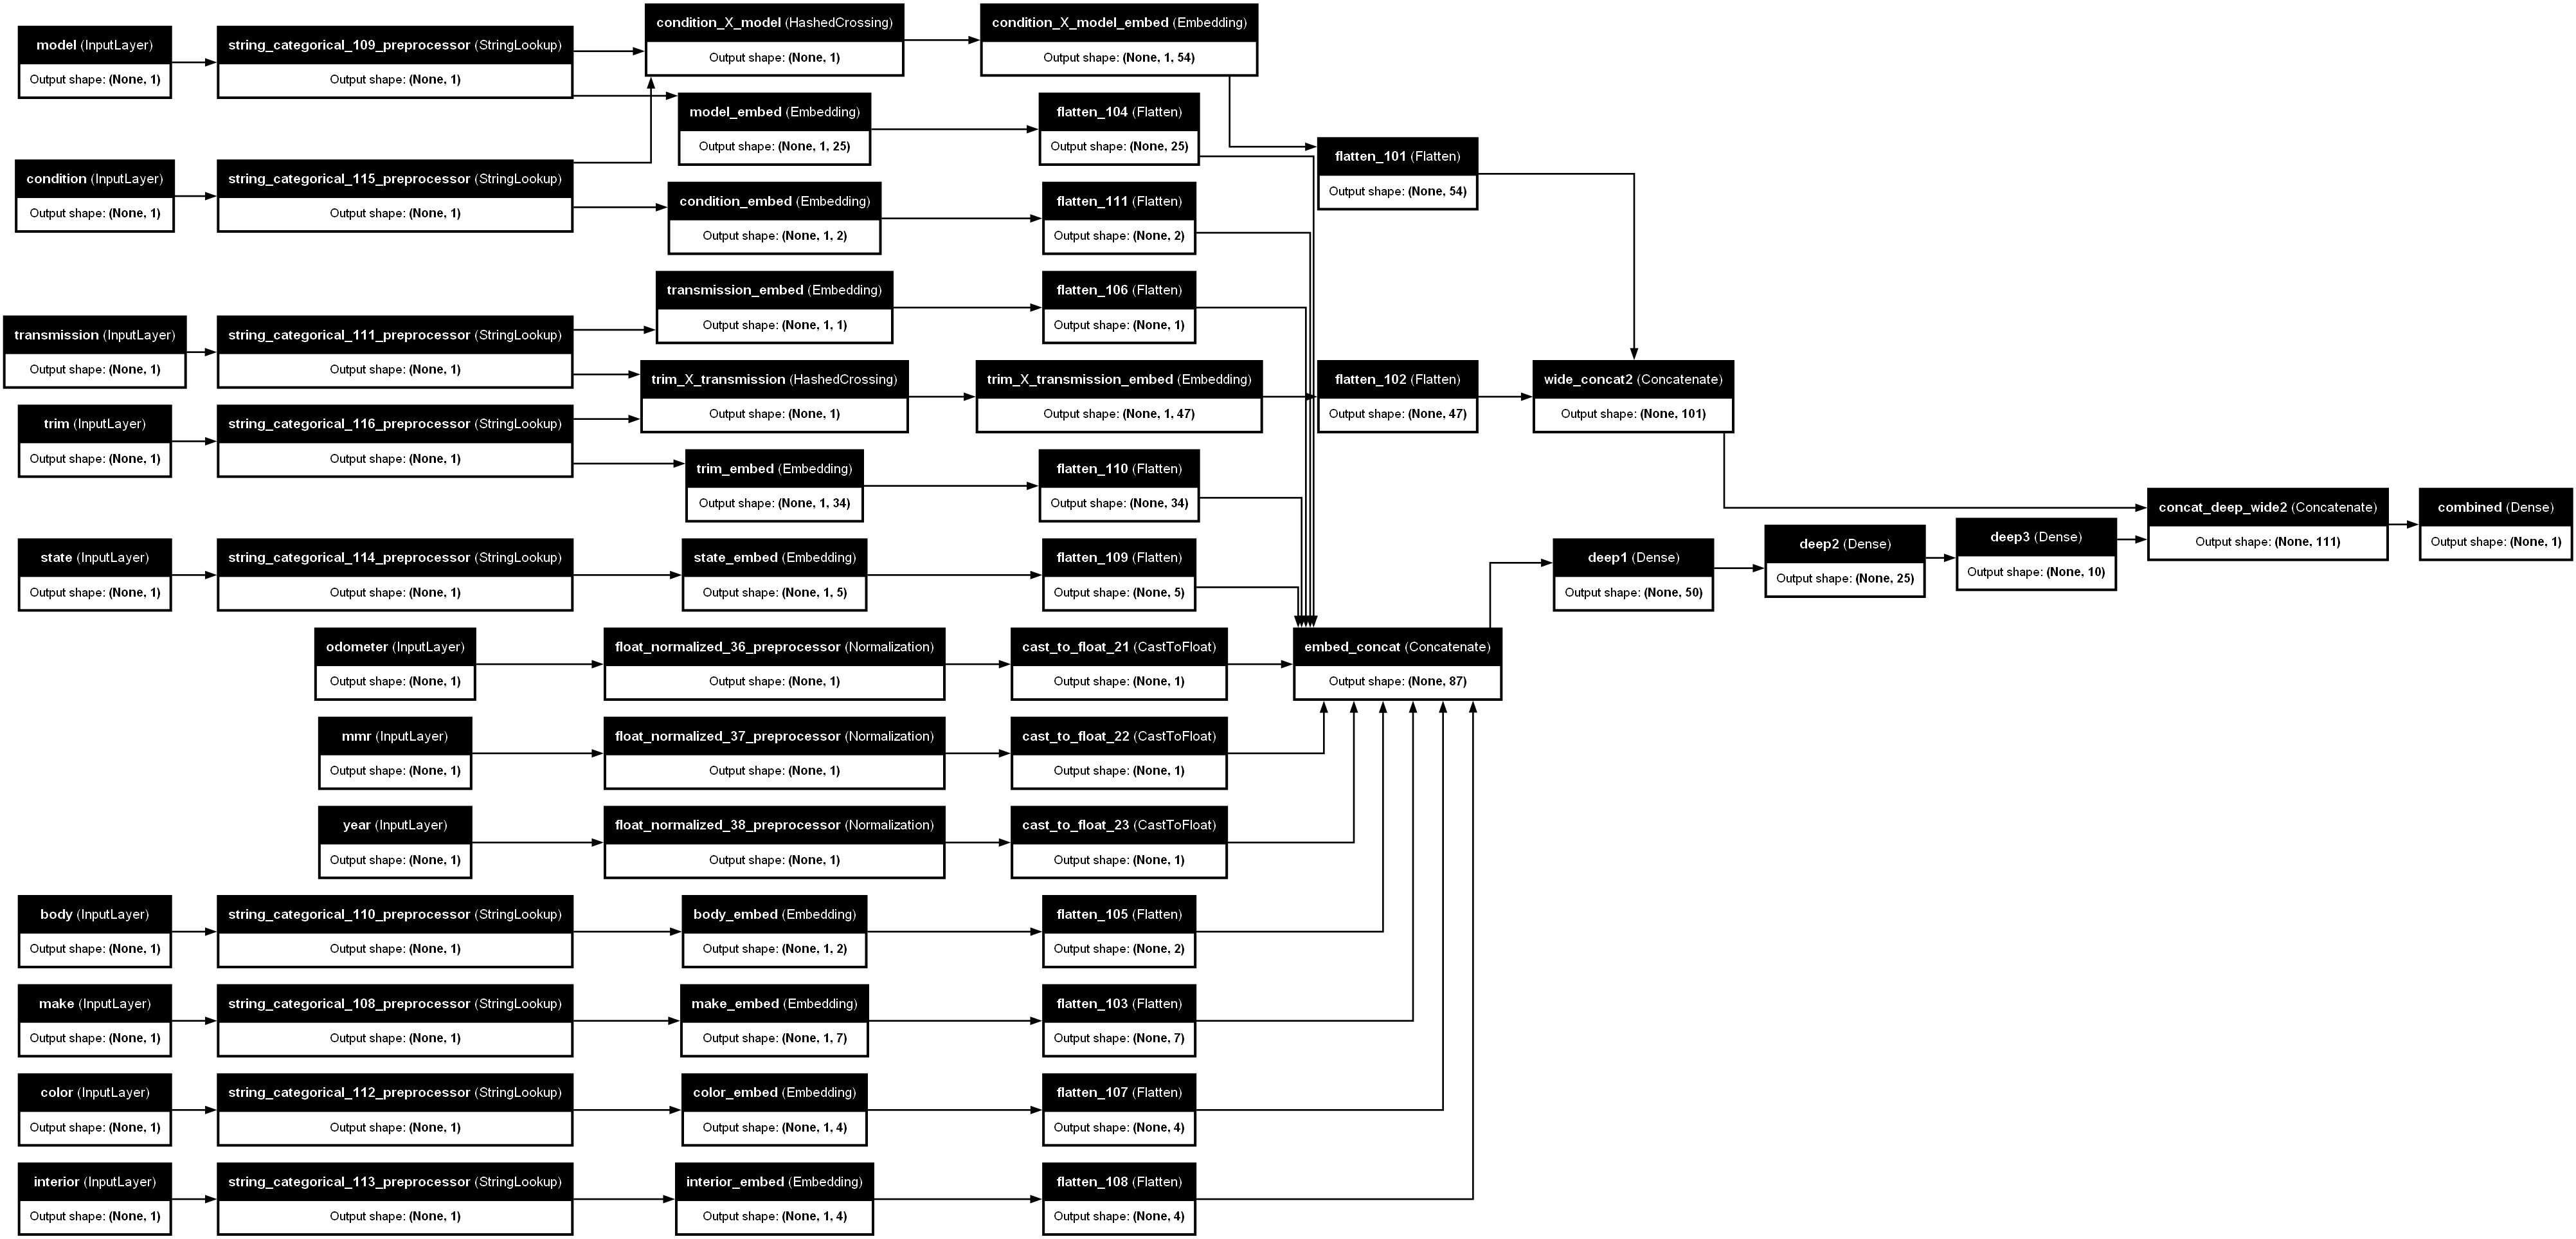 model (InputLayer)
Output shape: (None, 1)
string_categorical_109_preprocessor (StringLookup)
Output shape: (None, 1)
condition_X_model (HashedCrossing)
Output shape: (None, 1)
condition_X_model_embed (Embedding)
Output shape: (None, 1, 54)
model_embed (Embedding)
Output shape: (None, 1, 25)
flatten_104 (Flatten)
Output shape: (None, 25)
flatten_101 (Flatten)
Output shape: (None, 54)
condition (InputLayer)
Output shape: (None, 1)
string_categorical_115_preprocessor (StringLookup)
Output shape: (None, 1)
condition_embed (Embedding)
Output shape: (None, 1, 2)
flatten_111 (Flatten)
Output shape: (None, 2)
transmission_embed (Embedding)
Output shape: (None, 1, 1)
flatten_106 (Flatten)
Output shape: (None, 1)
transmission (InputLayer)
Output shape: (None, 1)
string_categorical_111_preprocessor (StringLookup)
Output shape: (None, 1)
trim_X_transmission (HashedCrossing)
Output shape: (None, 1)
trim_X_transmission_embed (Embedding)
Output shape: (None, 1, 47)
flatten_102 (Flatten)
Output shape: (None, 47)
wide_concat2 (Concatenate)
Output shape: (None, 101)
trim (InputLayer)
Output shape: (None, 1)
string_categorical_116_preprocessor (StringLookup)
Output shape: (None, 1)
trim_embed (Embedding)
Output shape: (None, 1, 34)
flatten_110 (Flatten)
Output shape: (None, 34)
state (InputLayer)
Output shape: (None, 1)
string_categorical_114_preprocessor (StringLookup)
Output shape: (None, 1)
state_embed (Embedding)
Output shape: (None, 1, 5)
flatten_109 (Flatten)
Output shape: (None, 5)
deep1 (Dense)
Output shape: (None, 50)
deep2 (Dense)
Output shape: (None, 25)
deep3 (Dense)
Output shape: (None, 10)
concat_deep_wide2 (Concatenate)
Output shape: (None, 111)
combined (Dense)
Output shape: (None, 1)
odometer (InputLayer)
Output shape: (None, 1)
float_normalized_36_preprocessor (Normalization)
Output shape: (None, 1)
cast_to_float_21 (CastToFloat)
Output shape: (None, 1)
embed_concat (Concatenate)
Output shape: (None, 87)
mmr (InputLayer)
Output shape: (None, 1)
float_normalized_37_preprocessor (Normalization)
Output shape: (None, 1)
cast_to_float_22 (CastToFloat)
Output shape: (None, 1)
year (InputLayer)
Output shape: (None, 1)
float_normalized_38_preprocessor (Normalization)
Output shape: (None, 1)
cast_to_float_23 (CastToFloat)
Output shape: (None, 1)
body (InputLayer)
Output shape: (None, 1)
string_categorical_110_preprocessor (StringLookup)
Output shape: (None, 1)
body_embed (Embedding)
Output shape: (None, 1, 2)
flatten_105 (Flatten)
Output shape: (None, 2)
make (InputLayer)
Output shape: (None, 1)
string_categorical_108_preprocessor (StringLookup)
Output shape: (None, 1)
make_embed (Embedding)
Output shape: (None, 1, 7)
flatten_103 (Flatten)
Output shape: (None, 7)
color (InputLayer)
Output shape: (None, 1)
string_categorical_112_preprocessor (StringLookup)
Output shape: (None, 1)
color_embed (Embedding)
Output shape: (None, 1, 4)
flatten_107 (Flatten)
Output shape: (None, 4)
interior (InputLayer)
Output shape: (None, 1)
string_categorical_113_preprocessor (StringLookup)
Output shape: (None, 1)
interior_embed (Embedding)
Output shape: (None, 1, 4)
flatten_108 (Flatten)
Output shape: (None, 4)